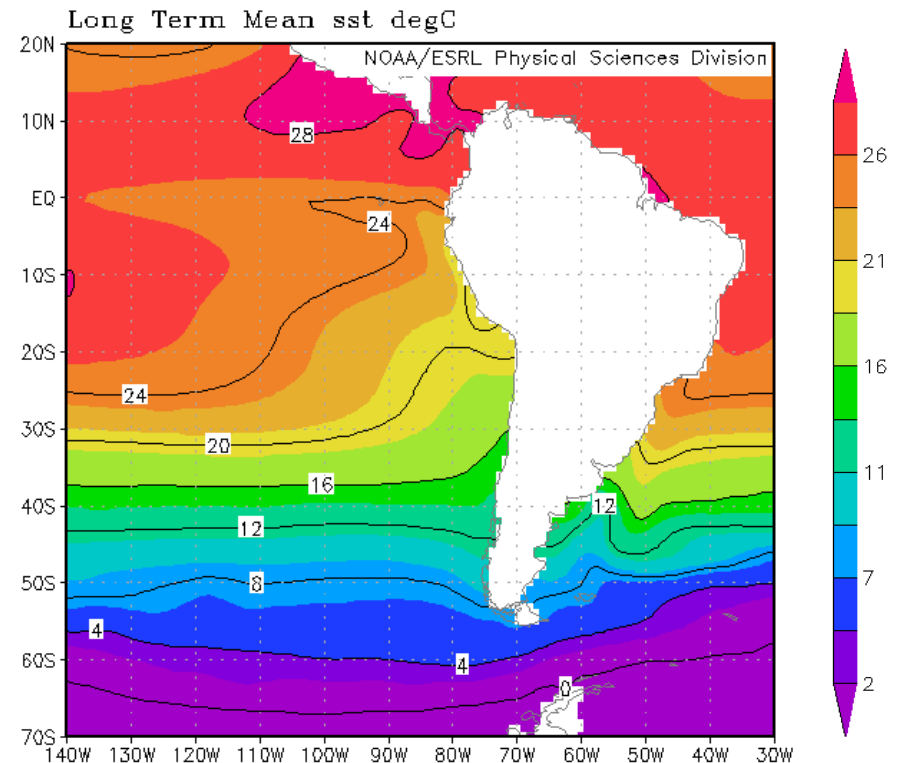 Long Term Mean sst degC
20N
NOAA/ESRL Physical Sciences Division
10N
28
26
EQ
24
21
10S
20S
16
24
30S
20
16
11
40S
12
12
50S
8
7
4
60S
4
0
2
70S
140W 130W 120W 110W 100W 90W 80W 70W 60W 50W 40W 30W